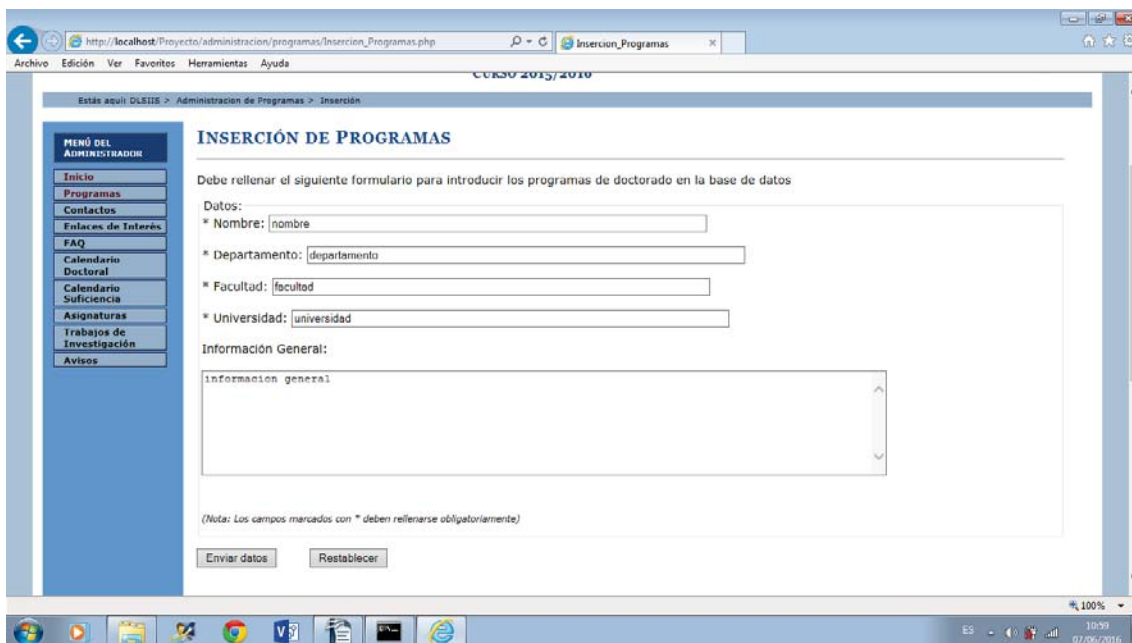 http://localhost/Proyecto/administracion/programas/Insercion_Programas.php
Insercion_Programas
Archivo Edición Ver Favoritos Herramientas Ayuda
CURSO 2015/2016
Estás aquí: DLSIIS > Administracion de Programas > Inserción
MENÚ DEL
ADMINISTRADOR
Inicio
Programas
Contactos
Enlaces de Interés
FAQ
Calendario
Doctoral
Calendario
Suficiencia
Asignaturas
Trabajos de
Investigación
Avisos
INSERCIÓN DE PROGRAMAS
Debe rellenar el siguiente formulario para introducir los programas de doctorado en la base de datos
Datos:
* Nombre: nombre
* Departamento: departamento
* Facultad: facultad
* Universidad: universidad
Información General:
informacion general
(Nota: Los campos marcados con * deben rellenarse obligatoriamente)
Enviar datos Restablecer
100%
ES
10:59
07/06/2016